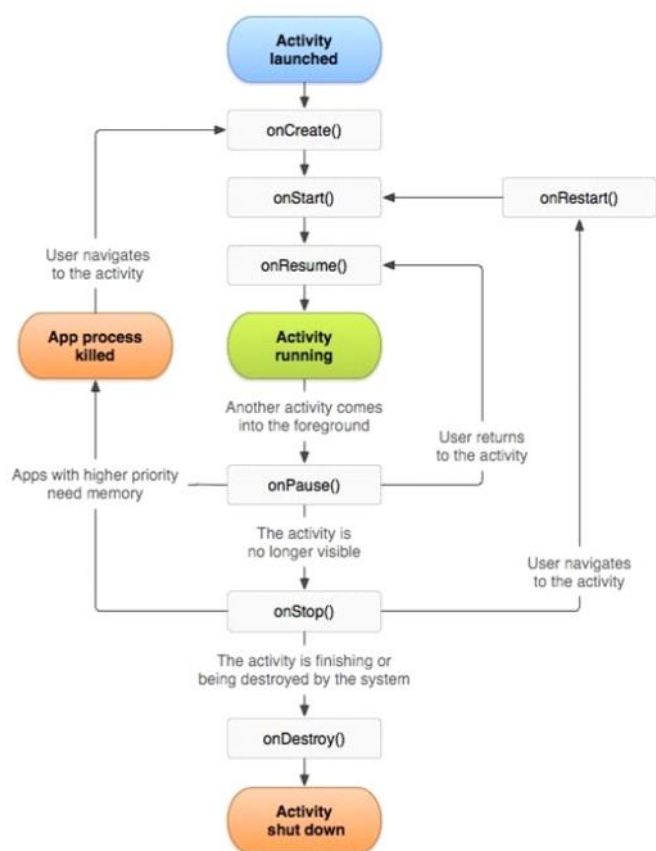 Activity
launched
onCreate()
onStart()
onRestart()
User navigates
to the activity
onResume()
App process
killed
Activity
running
Another activity comes
into the foreground
User returns
to the activity
Apps with higher priority
need memory
onPause()
The activity is
no longer visible
User navigates
to the activity
onStop()
The activity is finishing or
being destroyed by the system
onDestroy()
Activity
shut down